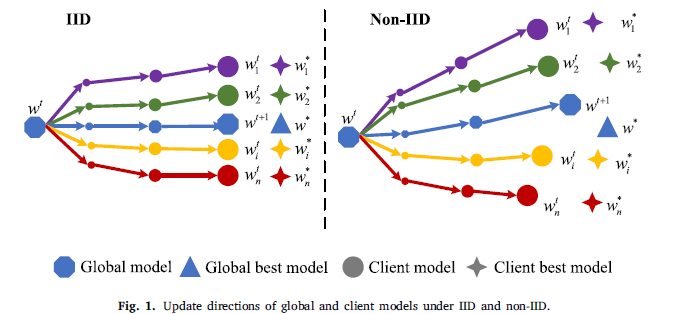 IID
Non-IID
w^t
w_1^t w_1^*
w_2^t w_2^*
w^{t+1} w^*
w_i^t w_i^*
w_n^t w_n^*
w^t
w_1^t w_1^*
w_2^t w_2^*
w^{t+1}
w^*
w_i^t w_i^*
w_n^t w_n^*
Global model Global best model Client model Client best model
Fig. 1. Update directions of global and client models under IID and non-IID.